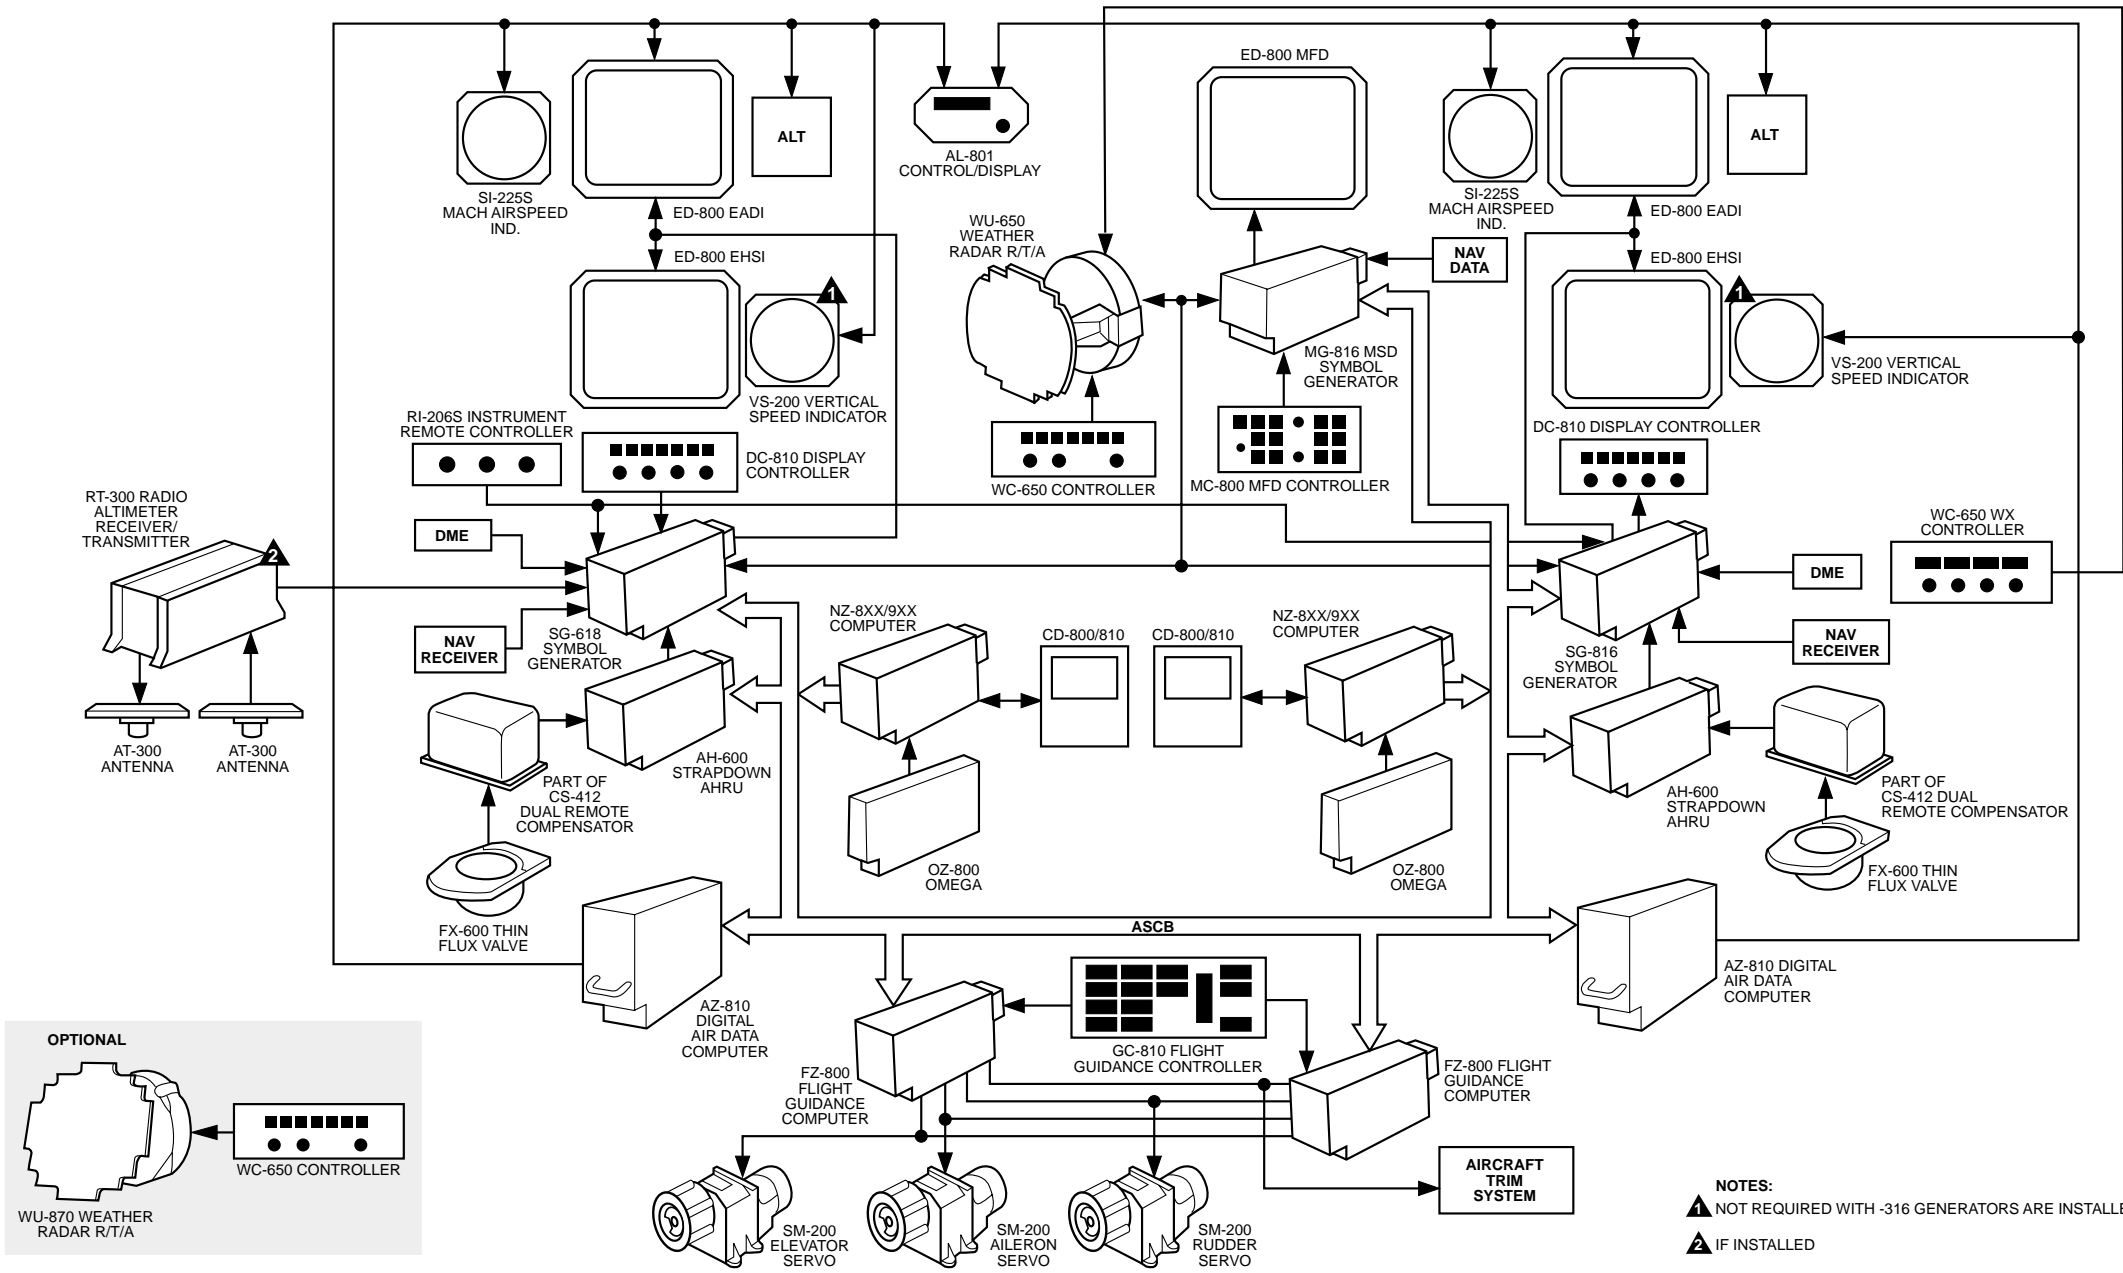 ED-800 MFD
ALT
AL-801
CONTROL/DISPLAY
ALT
SI-225S
MACH AIRSPEED
IND.
ED-800 EADI
ED-800 EHSI
WU-650
WEATHER
RADAR R/T/A
NAV
DATA
SI-225S
MACH AIRSPEED
IND.
ED-800 EADI
ED-800 EHSI
1
1
VS-200 VERTICAL
SPEED INDICATOR
MG-816 MSD
SYMBOL
GENERATOR
VS-200 VERTICAL
SPEED INDICATOR
RI-206S INSTRUMENT
REMOTE CONTROLLER
DC-810 DISPLAY
CONTROLLER
WC-650 CONTROLLER
MC-800 MFD CONTROLLER
DC-810 DISPLAY CONTROLLER
RT-300 RADIO
ALTIMETER
RECEIVER/
TRANSMITTER
2
DME
WC-650 WX
CONTROLLER
DME
NAV
RECEIVER
SG-618
SYMBOL
GENERATOR
NZ-8XX/9XX
COMPUTER
CD-800/810
CD-800/810
NZ-8XX/9XX
COMPUTER
SG-816
SYMBOL
GENERATOR
NAV
RECEIVER
AT-300
ANTENNA
AT-300
ANTENNA
AH-600
STRAPDOWN
AHRU
PART OF
CS-412
DUAL REMOTE
COMPENSATOR
AH-600
STRAPDOWN
AHRU
PART OF
CS-412 DUAL
REMOTE COMPENSATOR
OZ-800
OMEGA
OZ-800
OMEGA
FX-600 THIN
FLUX VALVE
FX-600 THIN
FLUX VALVE
ASCB
AZ-810
DIGITAL
AIR DATA
COMPUTER
AZ-810 DIGITAL
AIR DATA
COMPUTER
GC-810 FLIGHT
GUIDANCE CONTROLLER
FZ-800
FLIGHT
GUIDANCE
COMPUTER
FZ-800 FLIGHT
GUIDANCE
COMPUTER
OPTIONAL
WC-650 CONTROLLER
WU-870 WEATHER
RADAR R/T/A
SM-200
ELEVATOR
SERVO
SM-200
AILERON
SERVO
SM-200
RUDDER
SERVO
AIRCRAFT
TRIM
SYSTEM
NOTES:
1 NOT REQUIRED WITH -316 GENERATORS ARE INSTALLE
2 IF INSTALLED